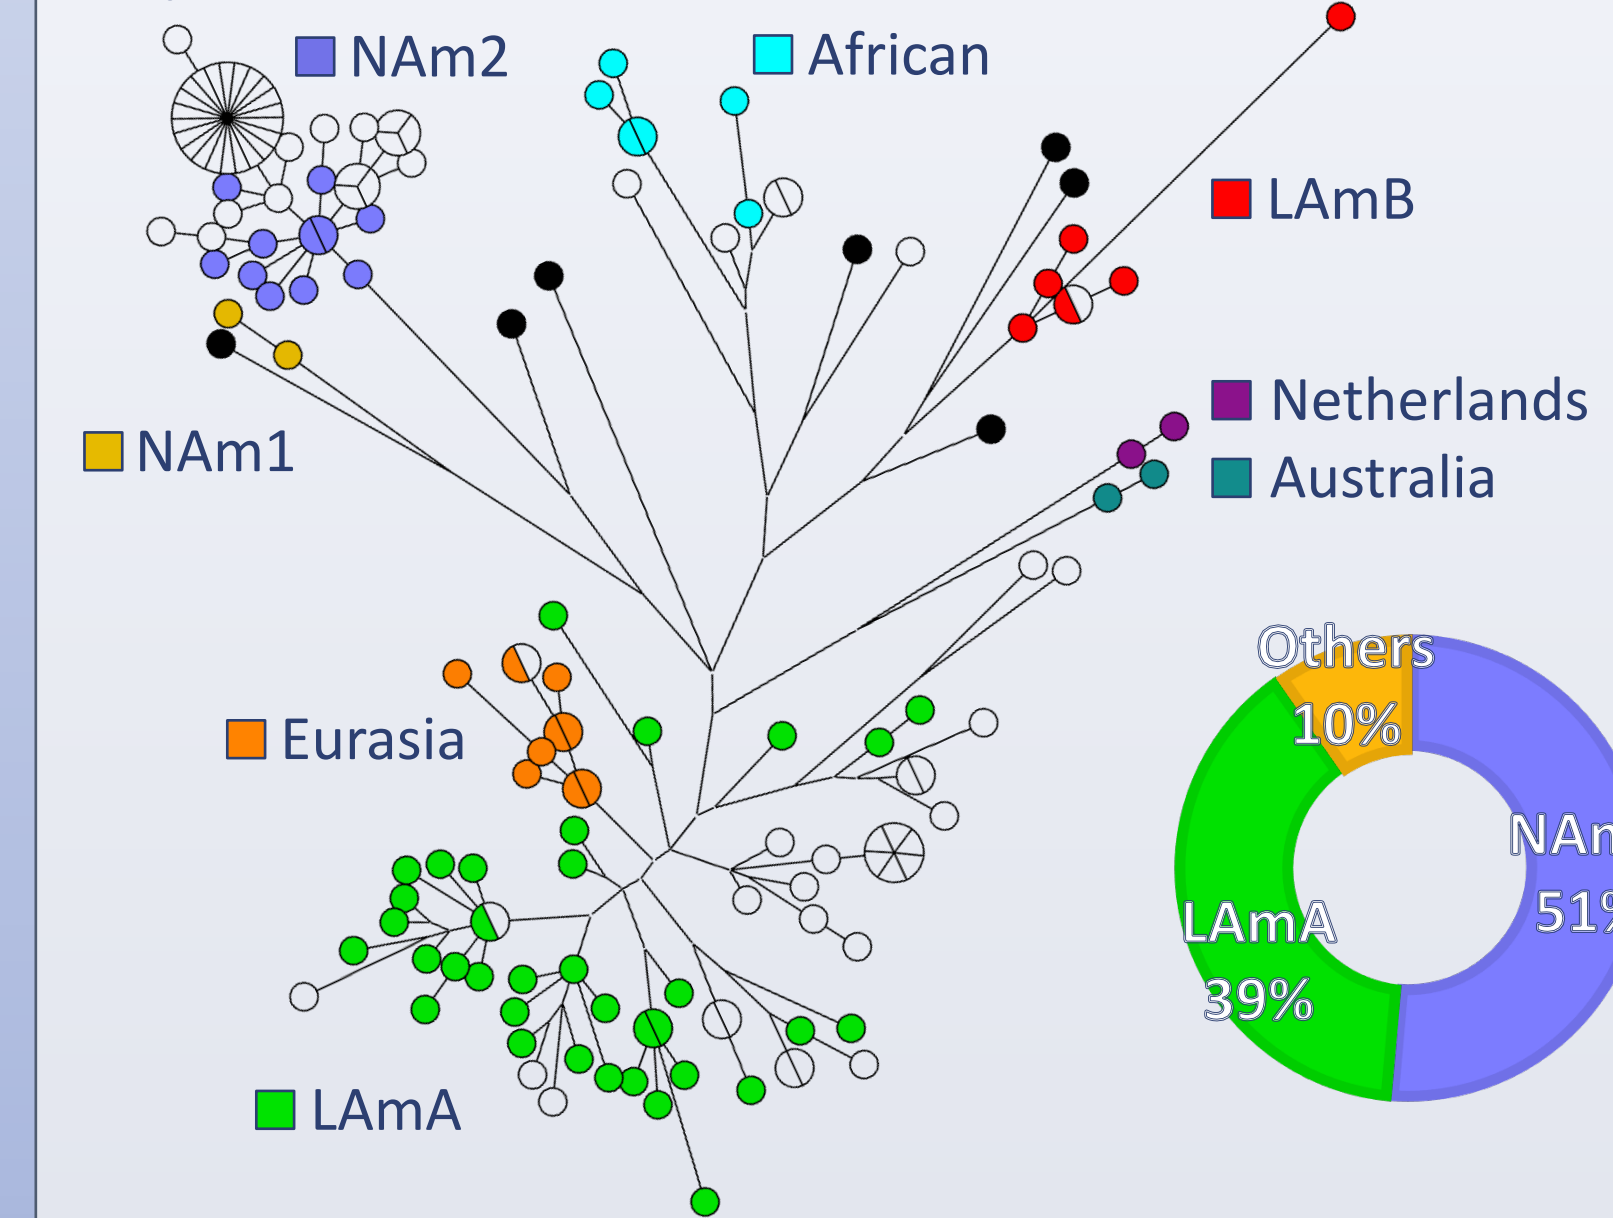 NAm2
African
LAmB
Netherlands
NAm1
Australia
Others
10%
Eurasia
LAmA
39%
LAmA